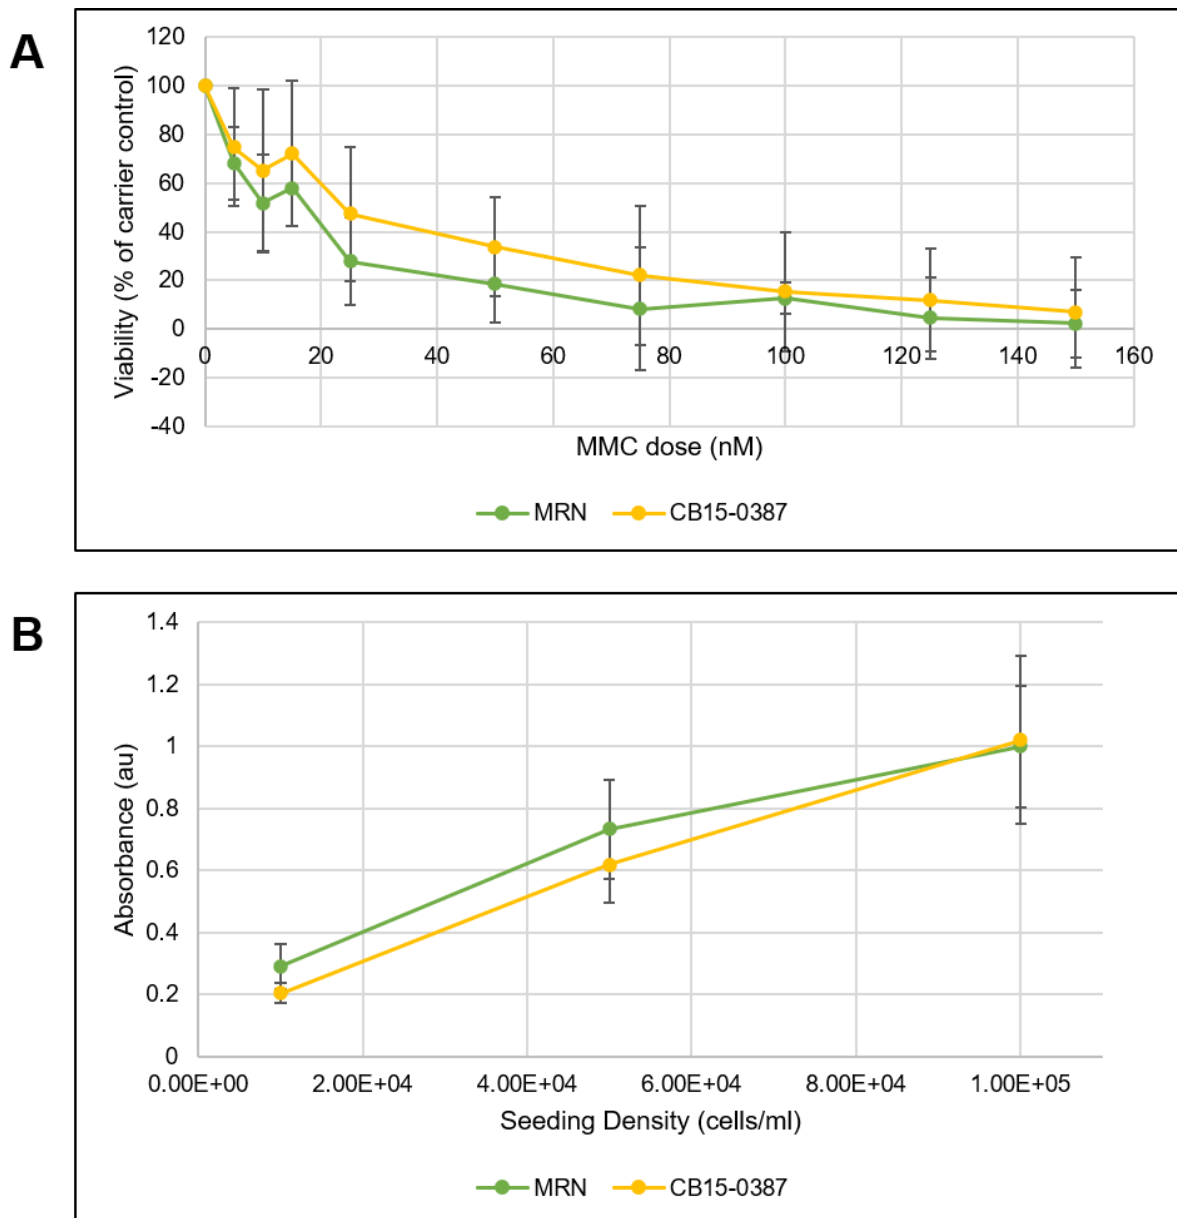 A
Viability (% of carrier control)
120
100
80
60
40
20
0
-20
-40
0 20 40 60 80 100 120 140 160
MMC dose (nM)
MRN CB15-0387
B
Absorbance (au)
1.4
1.2
1
0.8
0.6
0.4
0.2
0
0.00E+00 2.00E+04 4.00E+04 6.00E+04 8.00E+04 1.00E+05
Seeding Density (cells/ml)
MRN CB15-0387